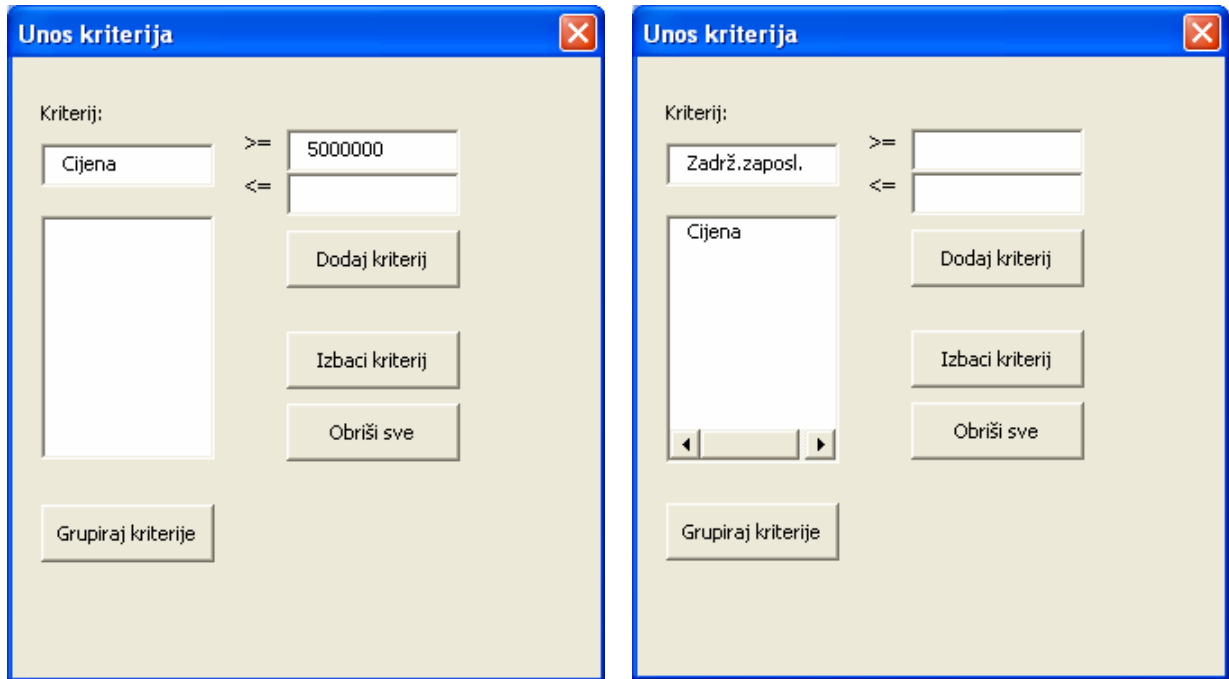 Unos kriterija
Kriterij:
Cijena
>= 5000000
<=
Dodaj kriterij
Izbaci kriterij
Obriši sve
Grupiraj kriterije
Unos kriterija
Kriterij:
Zadrž.zaposl.
>=
<=
Cijena
Dodaj kriterij
Izbaci kriterij
Obriši sve
Grupiraj kriterije